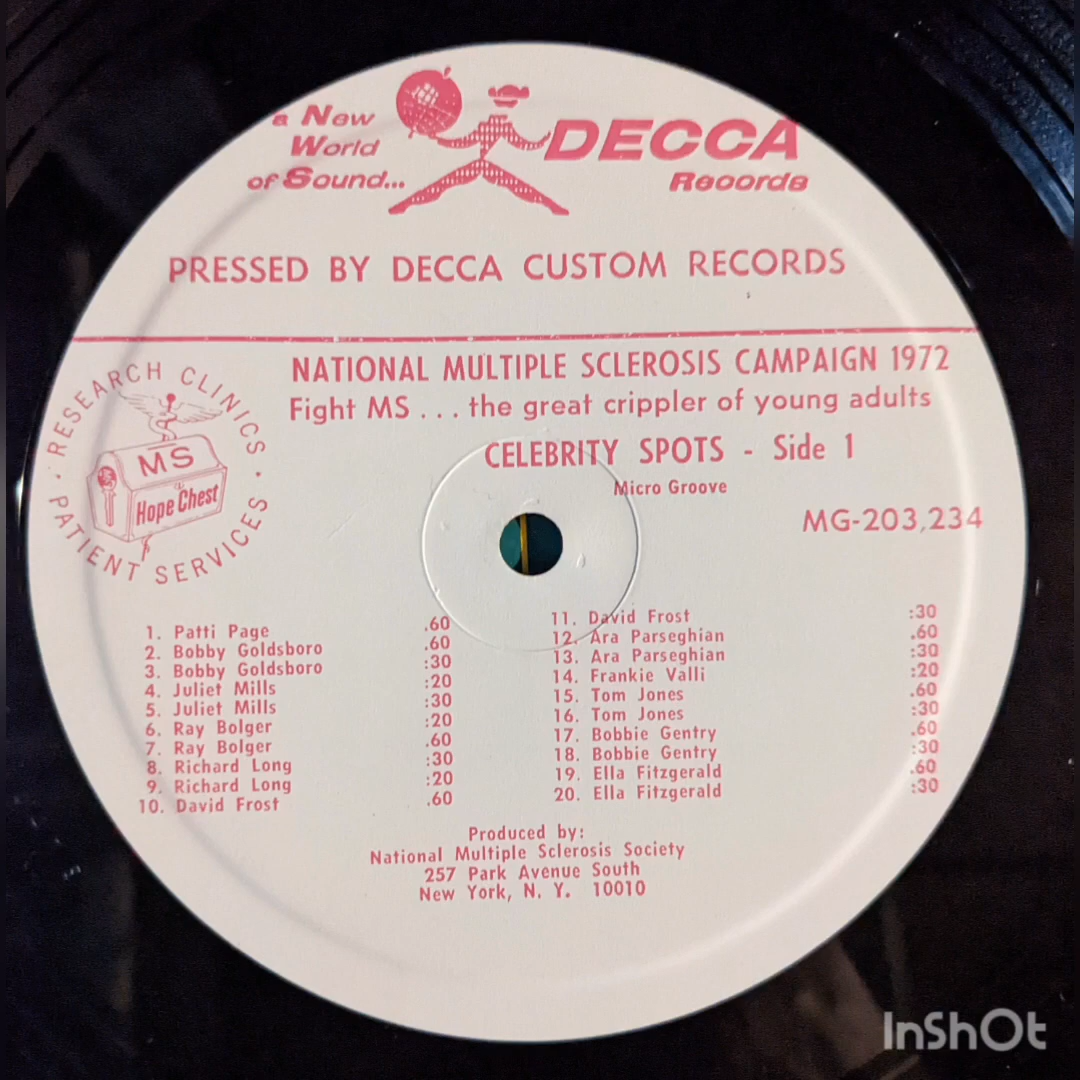 a New
World
of Sound...
DECCA
Records
PRESSED BY DECCA CUSTOM RECORDS
NATIONAL MULTIPLE SCLEROSIS CAMPAIGN 1972
Fight MS . . . the great crippler of young adults
CELEBRITY SPOTS - Side 1
Micro Groove
MG-203,234
· RESEARCH CLINICS ·
PATIENT SERVICES
MS
Hope Chest
1. Patti Page .60
2. Bobby Goldsboro .60
3. Bobby Goldsboro :30
4. Juliet Mills :20
5. Juliet Mills :30
6. Ray Bolger :20
7. Ray Bolger .60
8. Richard Long :30
9. Richard Long :20
10. David Frost .60
11. David Frost :30
12. Ara Parseghian .60
13. Ara Parseghian :30
14. Frankie Valli :20
15. Tom Jones .60
16. Tom Jones :30
17. Bobbie Gentry .60
18. Bobbie Gentry :30
19. Ella Fitzgerald .60
20. Ella Fitzgerald :30
Produced by:
National Multiple Sclerosis Society
257 Park Avenue South
New York, N. Y. 10010
InShOt